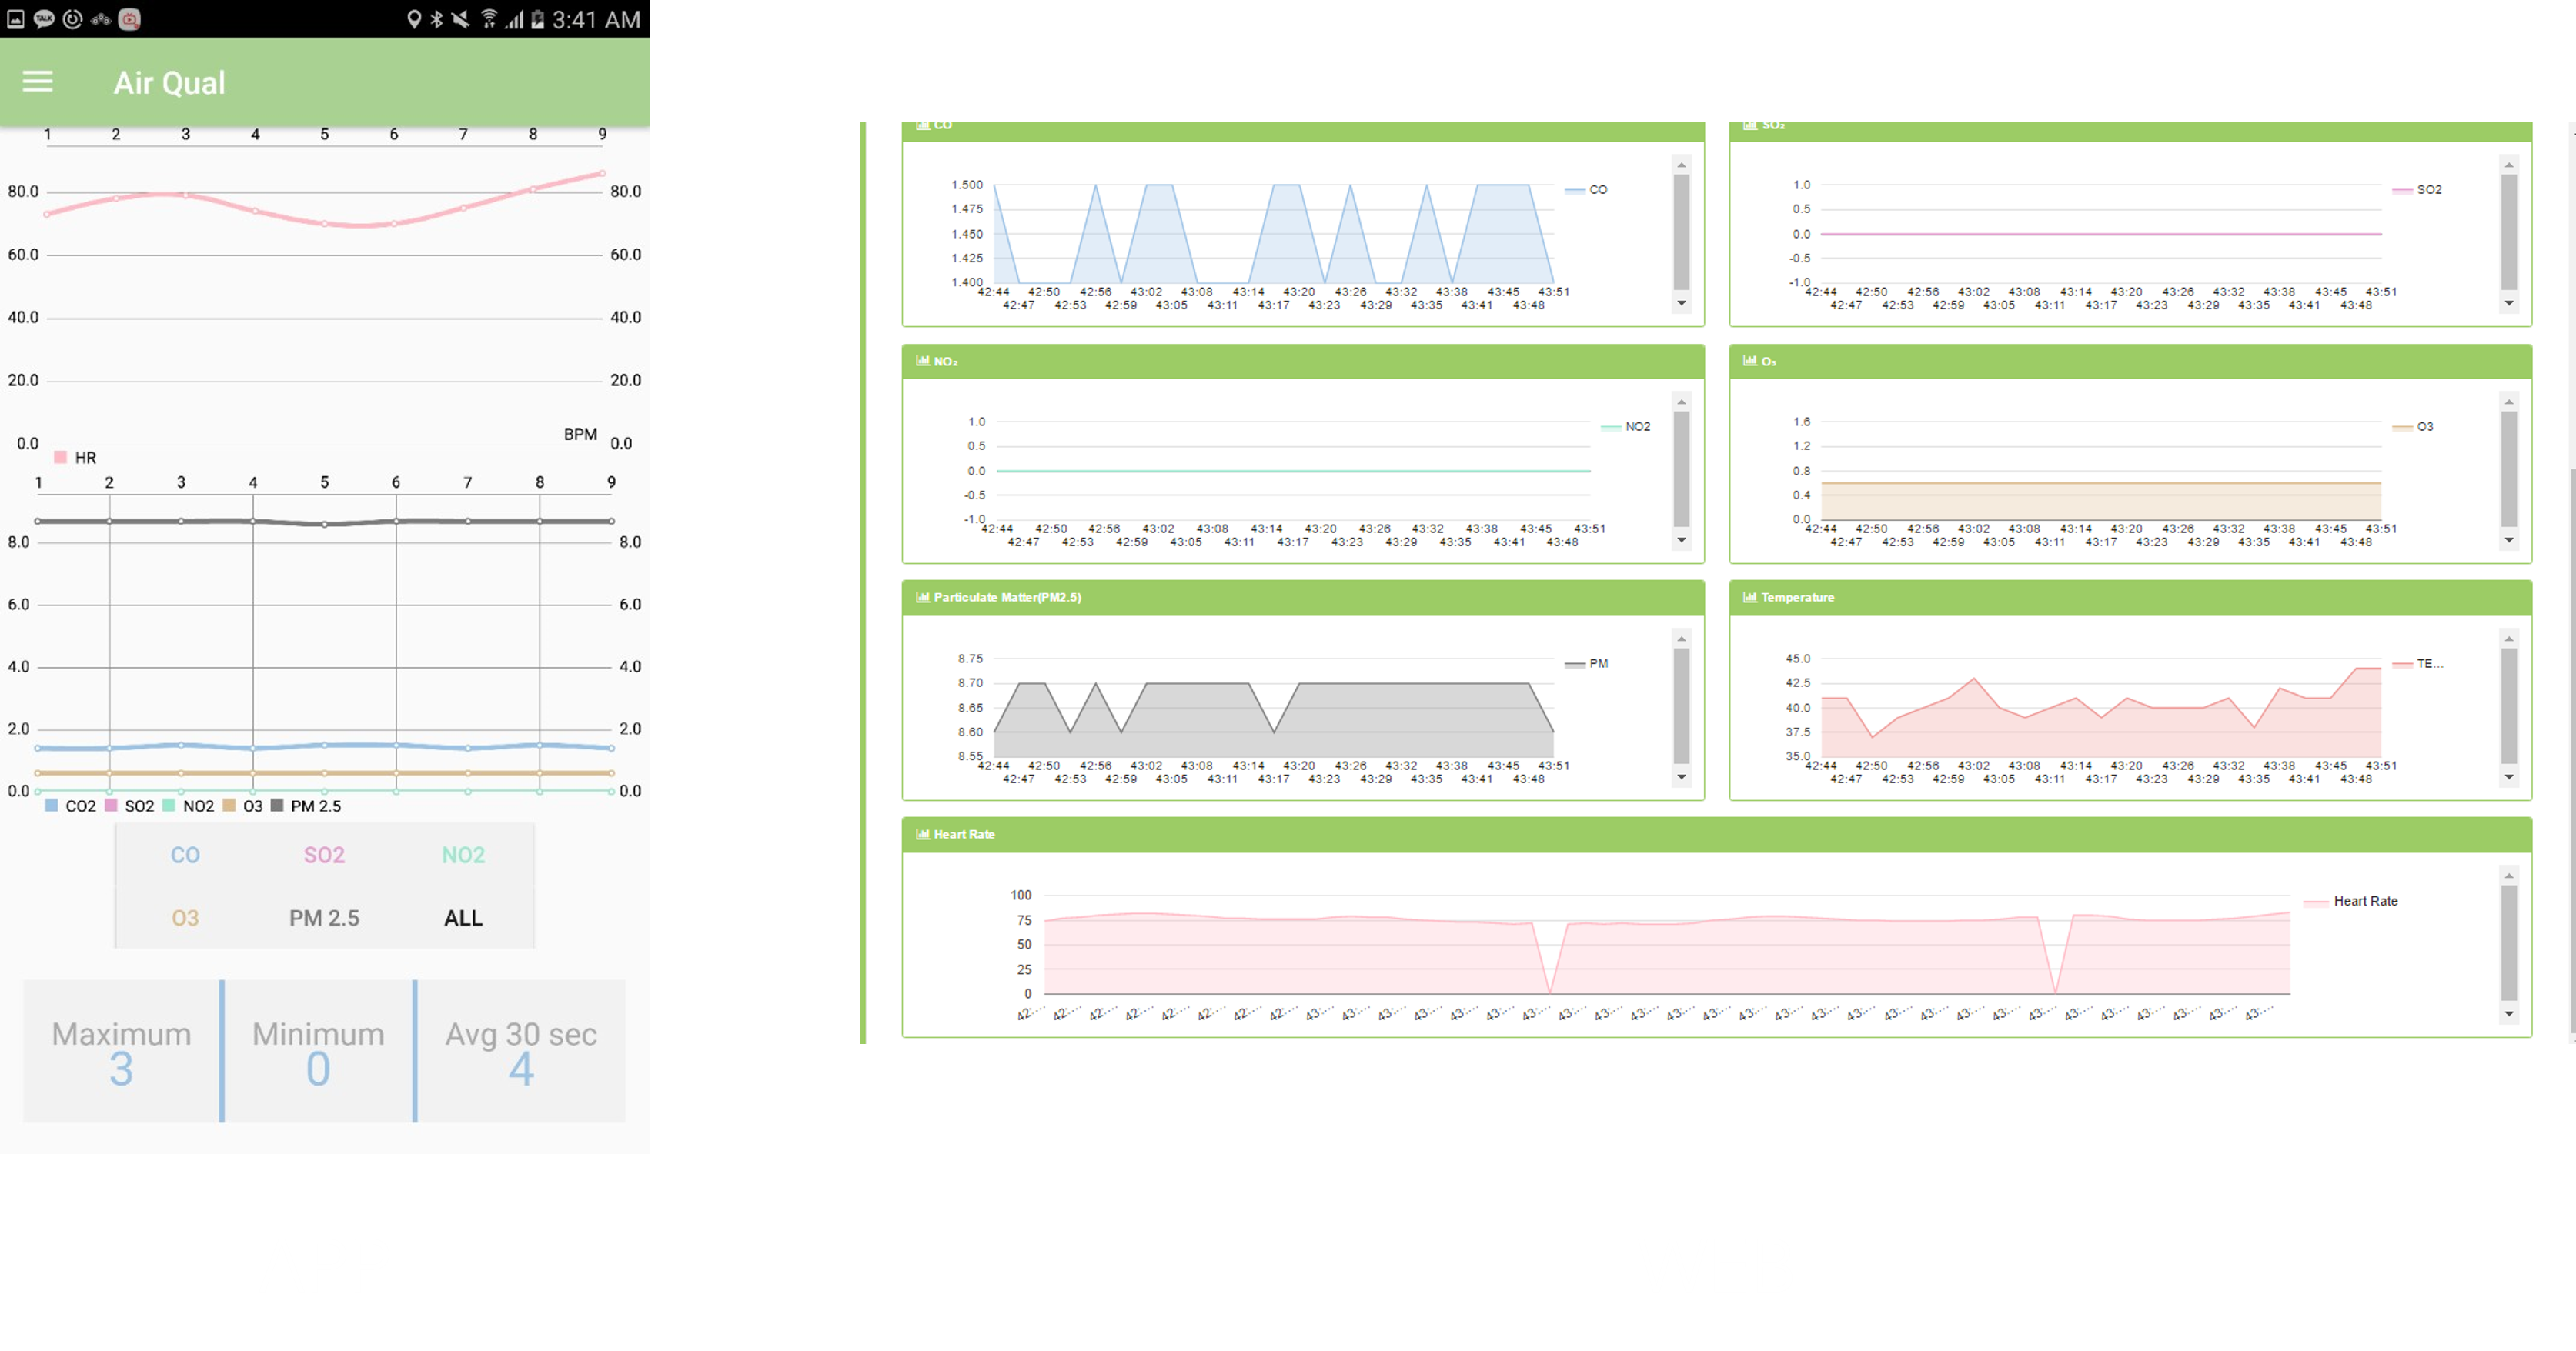 TALK
3:41 AM
Air Qual
1 2 3 4 5 6 7 8 9
80.0 80.0
60.0 60.0
40.0 40.0
20.0 20.0
BPM
0.0 0.0
HR
1 2 3 4 5 6 7 8 9
8.0 8.0
6.0 6.0
4.0 4.0
2.0 2.0
0.0 0.0
CO2 SO2 NO2 O3 PM 2.5
CO SO2 NO2
O3 PM 2.5 ALL
Maximum Minimum Avg 30 sec
3 0 4
CO
1.500 CO
1.475
1.450
1.425
1.400
42:44 42:50 42:56 43:02 43:08 43:14 43:20 43:26 43:32 43:38 43:45 43:51
42:47 42:53 42:59 43:05 43:11 43:17 43:23 43:29 43:35 43:41 43:48
SO₂
1.0 SO2
0.5
0.0
-0.5
-1.0
42:44 42:50 42:56 43:02 43:08 43:14 43:20 43:26 43:32 43:38 43:45 43:51
42:47 42:53 42:59 43:05 43:11 43:17 43:23 43:29 43:35 43:41 43:48
NO₂
1.0 NO2
0.5
0.0
-0.5
-1.0
42:44 42:50 42:56 43:02 43:08 43:14 43:20 43:26 43:32 43:38 43:45 43:51
42:47 42:53 42:59 43:05 43:11 43:17 43:23 43:29 43:35 43:41 43:48
O₃
1.6 O3
1.2
0.8
0.4
0.0
42:44 42:50 42:56 43:02 43:08 43:14 43:20 43:26 43:32 43:38 43:45 43:51
42:47 42:53 42:59 43:05 43:11 43:17 43:23 43:29 43:35 43:41 43:48
Particulate Matter(PM2.5)
8.75 PM
8.70
8.65
8.60
8.55
42:44 42:50 42:56 43:02 43:08 43:14 43:20 43:26 43:32 43:38 43:45 43:51
42:47 42:53 42:59 43:05 43:11 43:17 43:23 43:29 43:35 43:41 43:48
Temperature
45.0 TE...
42.5
40.0
37.5
35.0
42:44 42:50 42:56 43:02 43:08 43:14 43:20 43:26 43:32 43:38 43:45 43:51
42:47 42:53 42:59 43:05 43:11 43:17 43:23 43:29 43:35 43:41 43:48
Heart Rate
100 Heart Rate
75
50
25
0
42:... 42:... 42:... 42:... 42:... 42:... 42:... 42:... 43:... 43:... 43:... 43:... 43:... 43:... 43:... 43:... 43:... 43:... 43:... 43:... 43:... 43:... 43:... 43:... 43:... 43:... 43:... 43:... 43:... 43:... 43:... 43:... 43:... 43:... 43:...